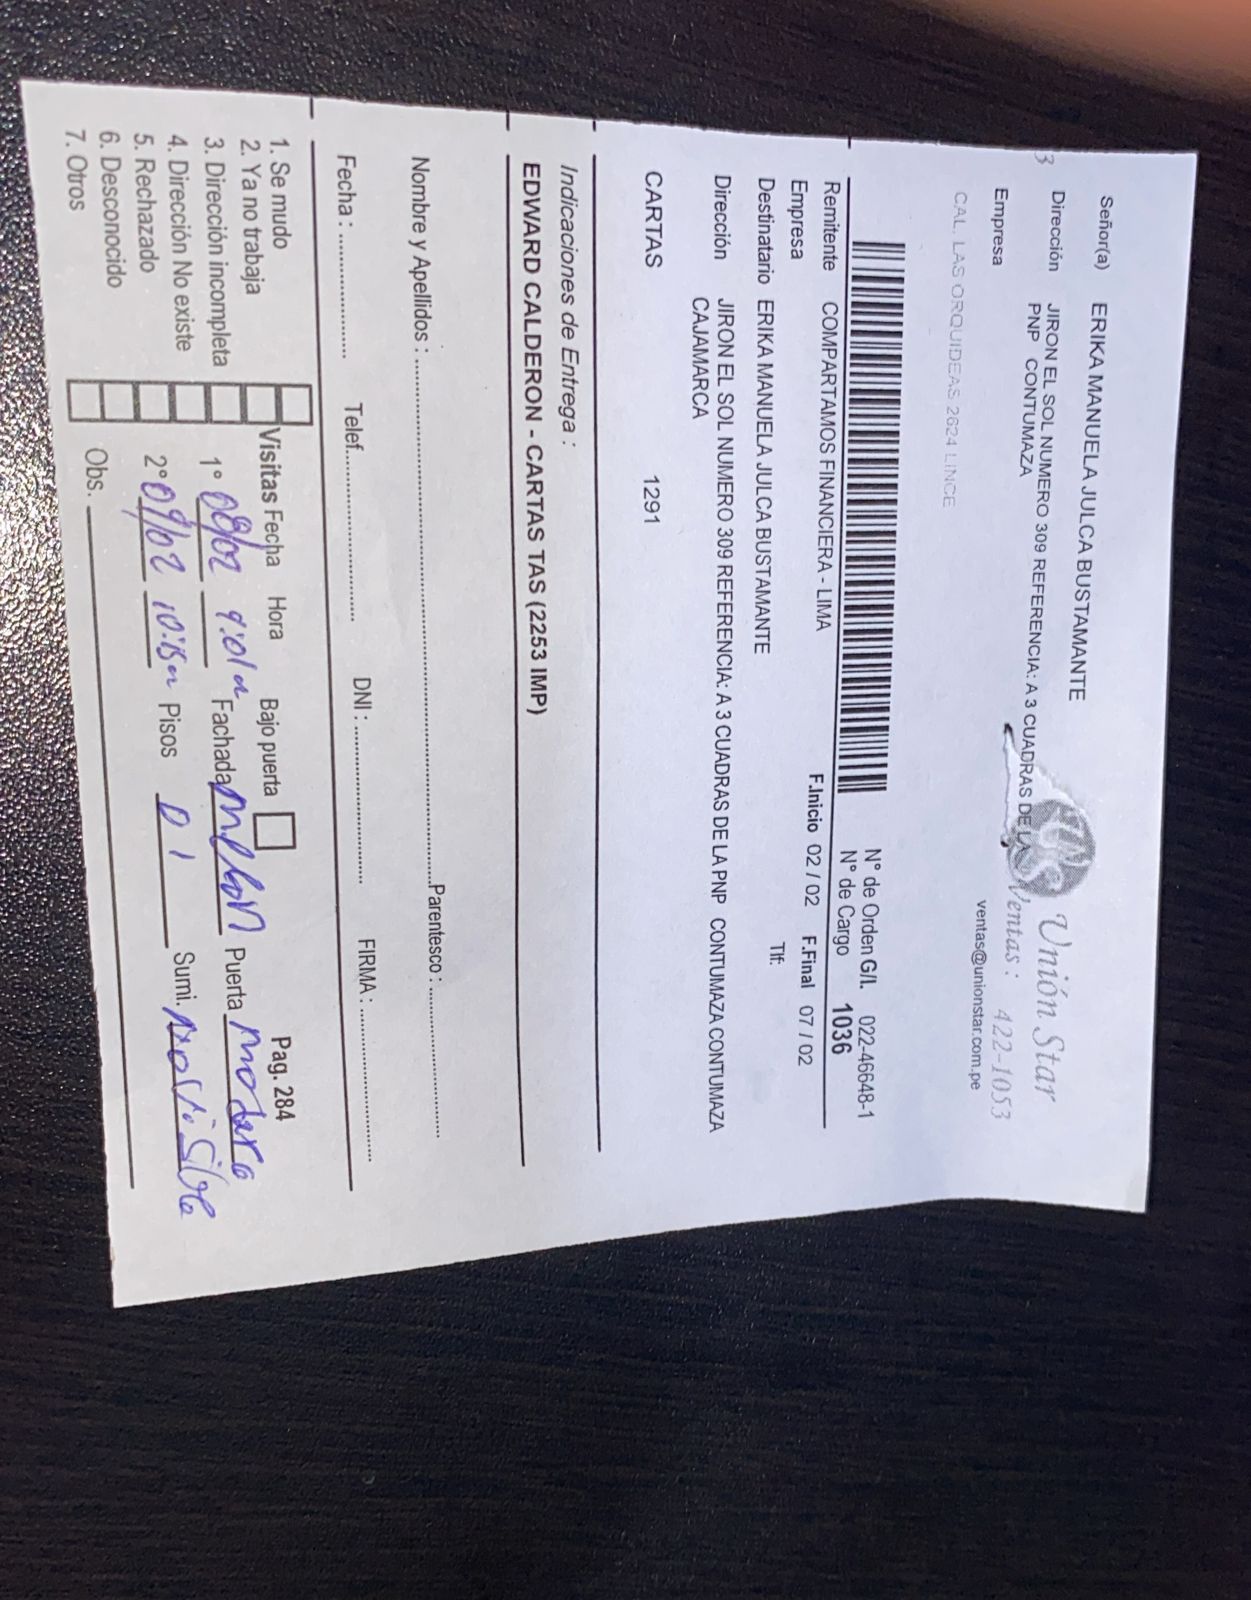 Señor(a) ERIKA MANUELA JULCA BUSTAMANTE
Unión Star
3 Dirección JIRON EL SOL NUMERO 309 REFERENCIA: A 3 CUADRAS DE LA
PNP CONTUMAZA
Ventas : 422-1053
Empresa
ventas@unionstar.com.pe
CAL. LAS ORQUIDEAS 2624 LINCE
N° de Orden G/I. 022-46648-1
N° de Cargo 1036
Remitente COMPARTAMOS FINANCIERA - LIMA
Empresa F.Inicio 02 / 02 F.Final 07 / 02
Destinatario ERIKA MANUELA JULCA BUSTAMANTE Tlf:
Dirección JIRON EL SOL NUMERO 309 REFERENCIA: A 3 CUADRAS DE LA PNP CONTUMAZA CONTUMAZA
CAJAMARCA
CARTAS 1291
Indicaciones de Entrega :
EDWARD CALDERON - CARTAS TAS (2253 IMP)
Nombre y Apellidos : Parentesco :
Fecha : Telef. DNI : FIRMA :
1. Se mudo Visitas Fecha Hora Bajo puerta Pag. 284
2. Ya no trabaja
3. Dirección incompleta 1° 08/02 9:01a Fachada Puerta
4. Dirección No existe
5. Rechazado 2° 09/02 10:15a Pisos 01 Sumi.
6. Desconocido
7. Otros Obs.